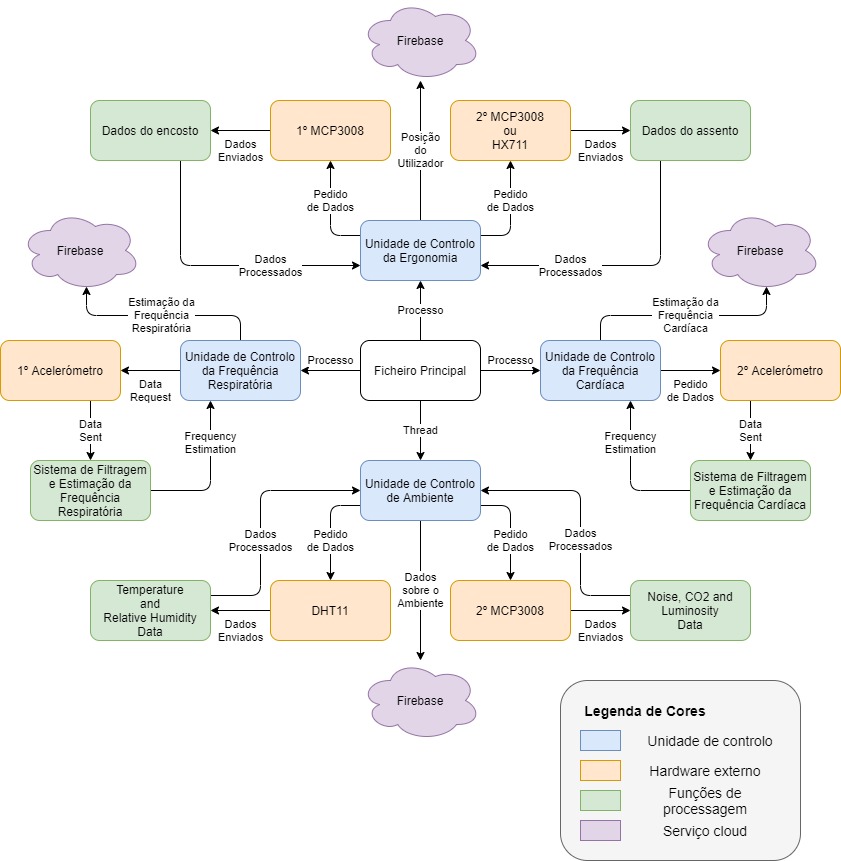 Firebase
Dados do encosto
Dados
Enviados
1º MCP3008
Posição
do
Utilizador
2º MCP3008
ou
HX711
Dados
Enviados
Dados do assento
Pedido
de Dados
Pedido
de Dados
Unidade de Controlo
da Ergonomia
Dados
Processados
Dados
Processados
Firebase
Firebase
Estimação da
Frequência
Respiratória
Processo
Estimação da
Frequência
Cardíaca
1º Acelerómetro
Data
Request
Unidade de Controlo
da Frequência
Respiratória
Processo
Ficheiro Principal
Processo
Unidade de Controlo
da Frequência
Cardíaca
Pedido
de Dados
2º Acelerómetro
Data
Sent
Frequency
Estimation
Thread
Frequency
Estimation
Data
Sent
Sistema de Filtragem
e Estimação da
Frequência
Respiratória
Unidade de Controlo
de Ambiente
Sistema de Filtragem
e Estimação da
Frequência Cardíaca
Dados
Processados
Pedido
de Dados
Pedido
de Dados
Dados
Processados
Temperature
and
Relative Humidity
Data
Dados
Enviados
DHT11
Dados
sobre o
Ambiente
2º MCP3008
Dados
Enviados
Noise, CO2 and
Luminosity
Data
Firebase
Legenda de Cores
Unidade de controlo
Hardware externo
Funções de
processagem
Serviço cloud